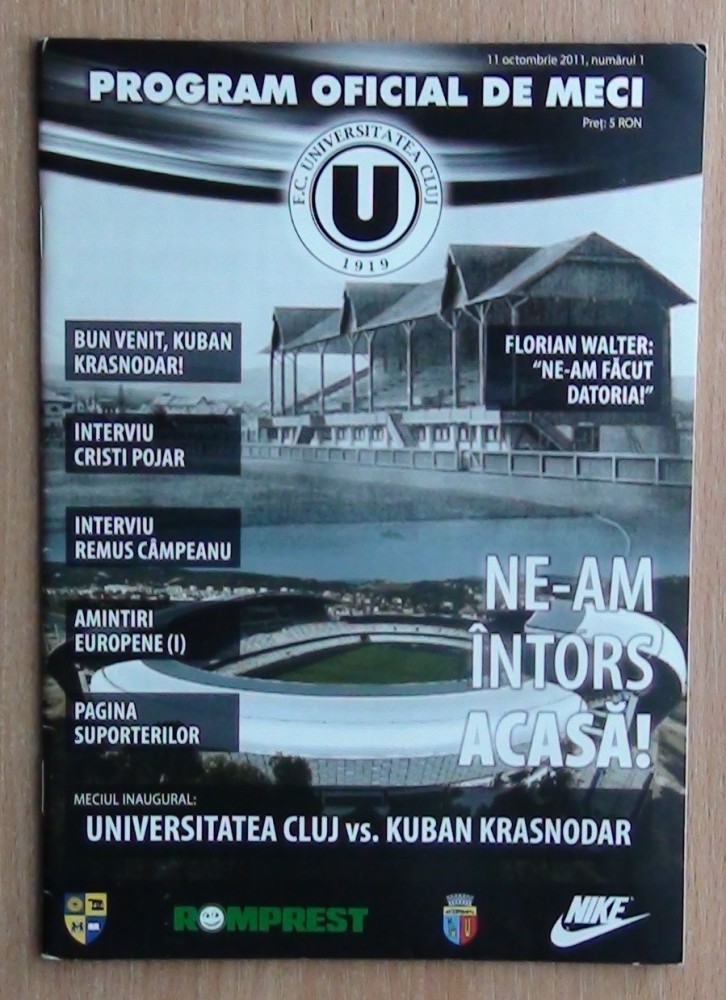 11 octombrie 2011, numărul 1
PROGRAM OFICIAL DE MECI
Preț: 5 RON
F.C. UNIVERSITATEA CLUJ
U
1919
BUN VENIT, KUBAN
KRASNODAR!
FLORIAN WALTER:
"NE-AM FĂCUT
DATORIA!"
INTERVIU
CRISTI POJAR
INTERVIU
REMUS CÂMPEANU
AMINTIRI
EUROPENE (I)
PAGINA
SUPORTERILOR
NE-AM
ÎNTORS
ACASĂ!
MECIUL INAUGURAL:
UNIVERSITATEA CLUJ vs. KUBAN KRASNODAR
ROMPREST
NIKE